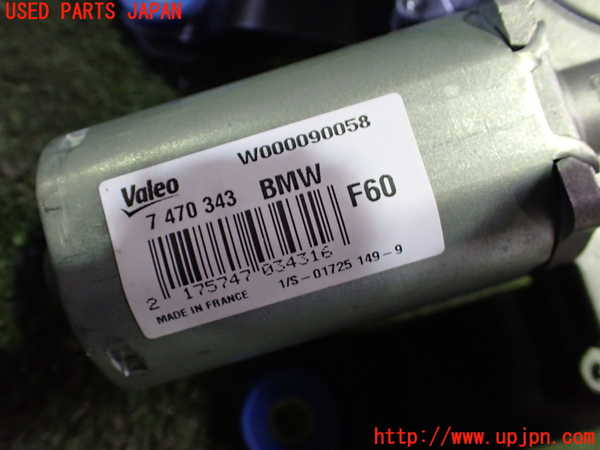 USED PARTS JAPAN
W000090058
Valeo
7 470 343 BMW
F60
2 175747 034316
1/S-01725 149-9
MADE IN FRANCE
- https://www.upjpn.com -